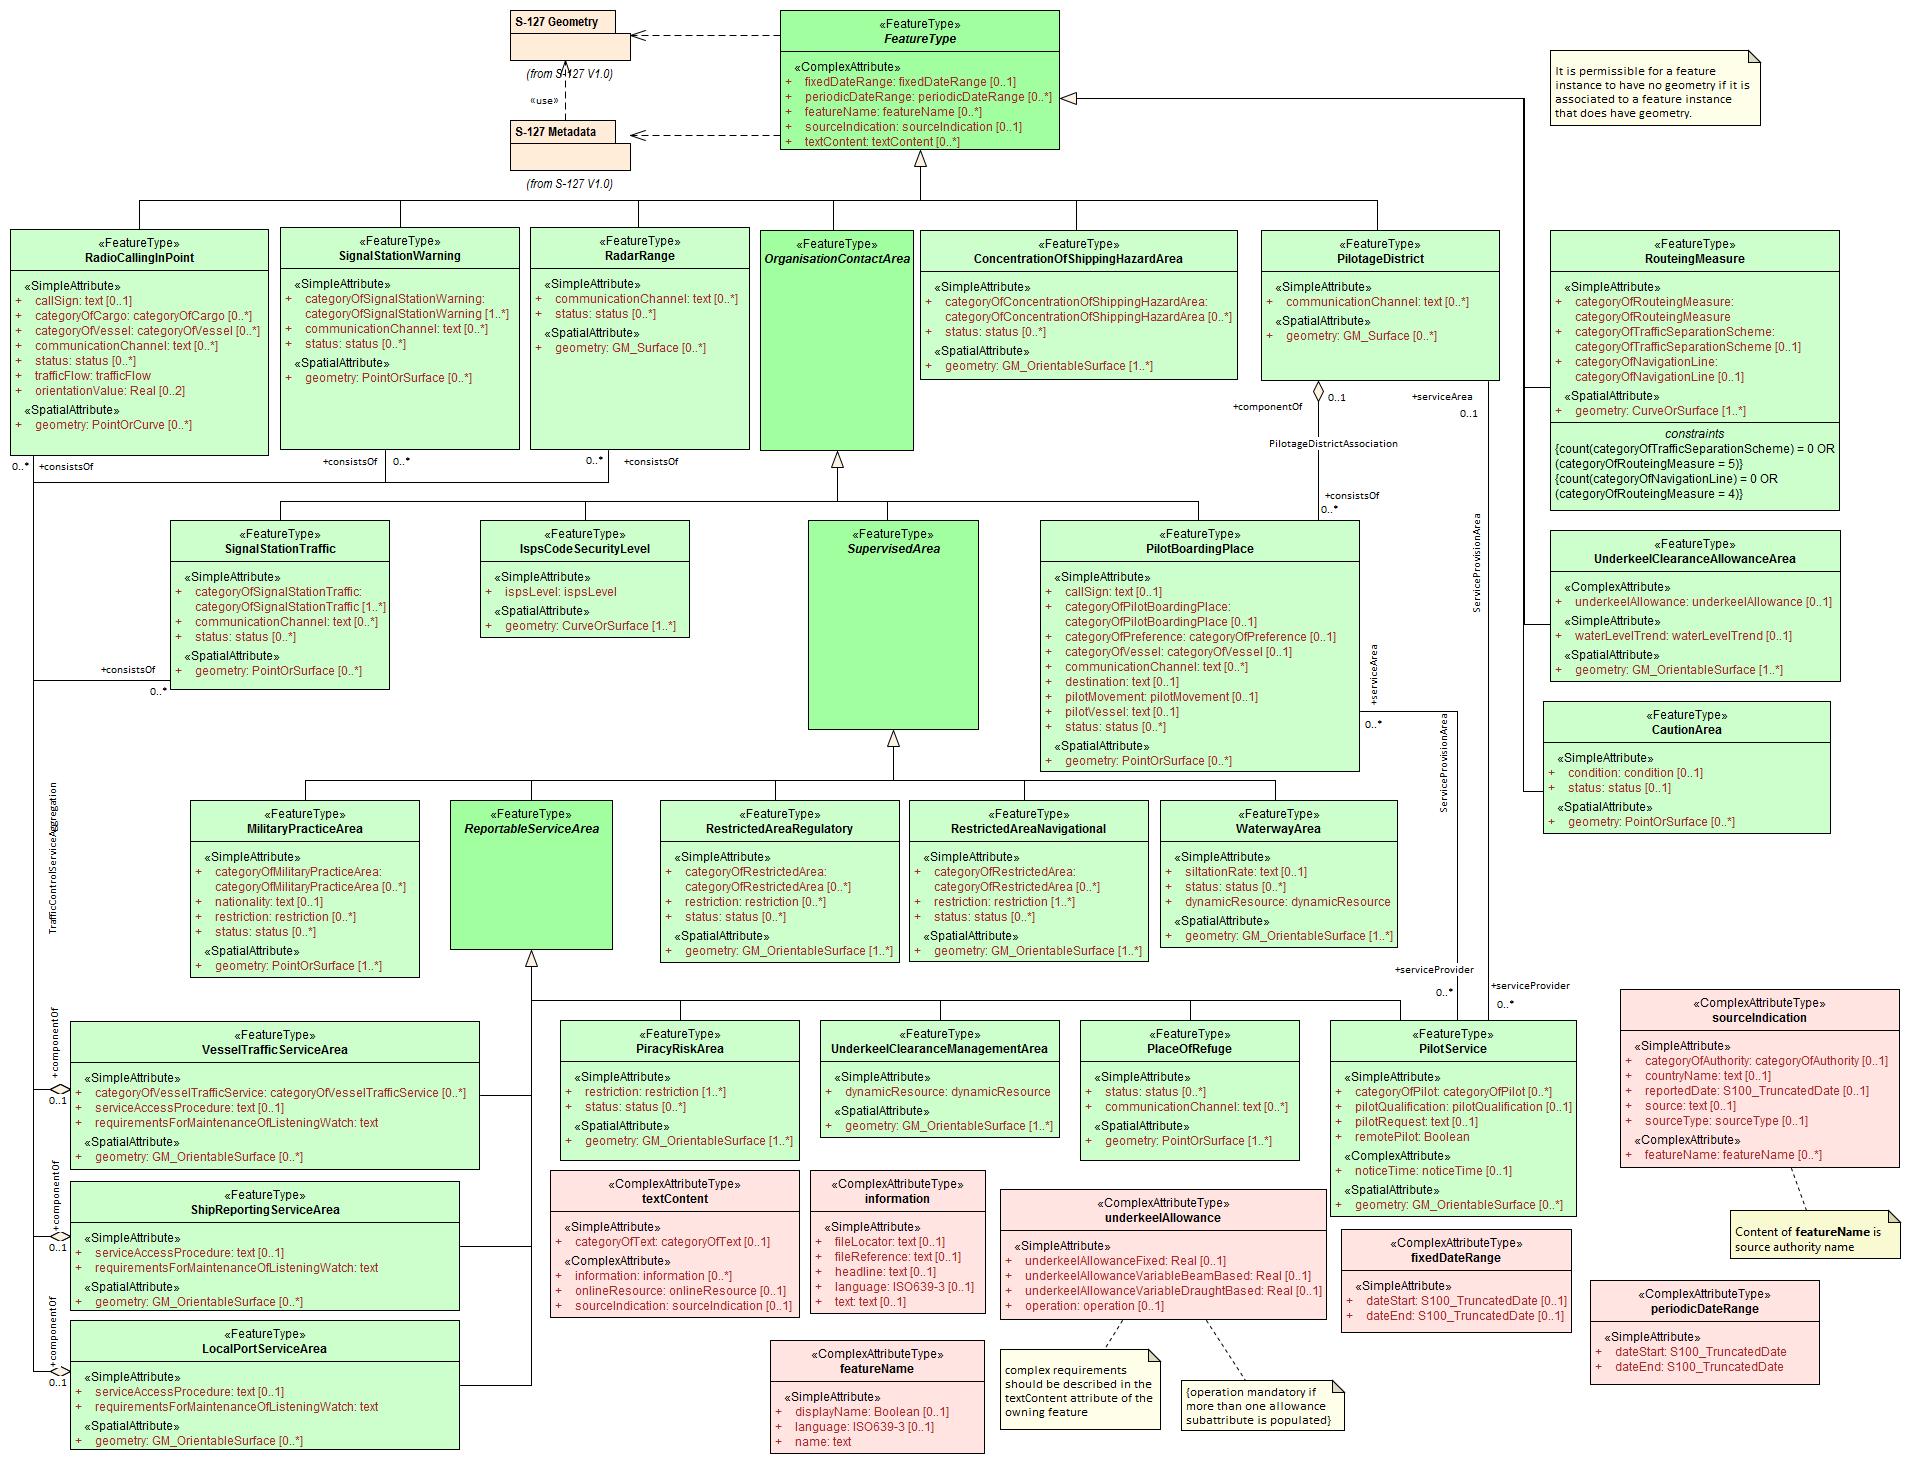 S-127 Geometry
(from S-127 V1.0)
«use»
S-127 Metadata
(from S-127 V1.0)
«FeatureType»
FeatureType
«ComplexAttribute»
+ fixedDateRange: fixedDateRange [0..1]
+ periodicDateRange: periodicDateRange [0..*]
+ featureName: featureName [0..*]
+ sourceIndication: sourceIndication [0..1]
+ textContent: textContent [0..*]
It is permissible for a feature
instance to have no geometry if it is
associated to a feature instance
that does have geometry.
«FeatureType»
RadioCallingInPoint
«SimpleAttribute»
+ callSign: text [0..1]
+ categoryOfCargo: categoryOfCargo [0..*]
+ categoryOfVessel: categoryOfVessel [0..*]
+ communicationChannel: text [0..*]
+ status: status [0..*]
+ trafficFlow: trafficFlow
+ orientationValue: Real [0..2]
«SpatialAttribute»
+ geometry: PointOrCurve [0..*]
«FeatureType»
SignalStationWarning
«SimpleAttribute»
+ categoryOfSignalStationWarning:
categoryOfSignalStationWarning [1..*]
+ communicationChannel: text [0..*]
+ status: status [0..*]
«SpatialAttribute»
+ geometry: PointOrSurface [0..*]
«FeatureType»
RadarRange
«SimpleAttribute»
+ communicationChannel: text [0..*]
+ status: status [0..*]
«SpatialAttribute»
+ geometry: GM_Surface [0..*]
«FeatureType»
OrganisationContactArea
«FeatureType»
ConcentrationOfShippingHazardArea
«SimpleAttribute»
+ categoryOfConcentrationOfShippingHazardArea:
categoryOfConcentrationOfShippingHazardArea [0..*]
+ status: status [0..*]
«SpatialAttribute»
+ geometry: GM_OrientableSurface [1..*]
«FeatureType»
PilotageDistrict
«SimpleAttribute»
+ communicationChannel: text [0..*]
«SpatialAttribute»
+ geometry: GM_Surface [0..*]
«FeatureType»
RouteingMeasure
«SimpleAttribute»
+ categoryOfRouteingMeasure:
categoryOfRouteingMeasure
+ categoryOfTrafficSeparationScheme:
categoryOfTrafficSeparationScheme [0..1]
+ categoryOfNavigationLine:
categoryOfNavigationLine [0..1]
«SpatialAttribute»
+ geometry: CurveOrSurface [1..*]
constraints
{count(categoryOfTrafficSeparationScheme) = 0 OR
(categoryOfRouteingMeasure = 5)}
{count(categoryOfNavigationLine) = 0 OR
(categoryOfRouteingMeasure = 4)}
0..* +consistsOf
+consistsOf 0..*
0..* +consistsOf
+componentOf 0..1
PilotageDistrictAssociation
+consistsOf
0..*
+serviceArea
0..1
ServiceProvisionArea
«FeatureType»
SignalStationTraffic
«SimpleAttribute»
+ categoryOfSignalStationTraffic:
categoryOfSignalStationTraffic [1..*]
+ communicationChannel: text [0..*]
+ status: status [0..*]
«SpatialAttribute»
+ geometry: PointOrSurface [0..*]
+consistsOf
0..*
«FeatureType»
IspsCodeSecurityLevel
«SimpleAttribute»
+ ispsLevel: ispsLevel
«SpatialAttribute»
+ geometry: CurveOrSurface [1..*]
«FeatureType»
SupervisedArea
«FeatureType»
PilotBoardingPlace
«SimpleAttribute»
+ callSign: text [0..1]
+ categoryOfPilotBoardingPlace:
categoryOfPilotBoardingPlace [0..1]
+ categoryOfPreference: categoryOfPreference [0..1]
+ categoryOfVessel: categoryOfVessel [0..1]
+ communicationChannel: text [0..*]
+ destination: text [0..1]
+ pilotMovement: pilotMovement [0..1]
+ pilotVessel: text [0..1]
+ status: status [0..*]
«SpatialAttribute»
+ geometry: PointOrSurface [0..*]
+serviceArea
0..*
ServiceProvisionArea
«FeatureType»
UnderkeelClearanceAllowanceArea
«ComplexAttribute»
+ underkeelAllowance: underkeelAllowance [0..1]
«SimpleAttribute»
+ waterLevelTrend: waterLevelTrend [0..1]
«SpatialAttribute»
+ geometry: GM_OrientableSurface [1..*]
«FeatureType»
CautionArea
«SimpleAttribute»
+ condition: condition [0..1]
+ status: status [0..1]
«SpatialAttribute»
+ geometry: PointOrSurface [0..*]
TrafficControlServiceAggregation
«FeatureType»
MilitaryPracticeArea
«SimpleAttribute»
+ categoryOfMilitaryPracticeArea:
categoryOfMilitaryPracticeArea [0..*]
+ nationality: text [0..1]
+ restriction: restriction [0..*]
+ status: status [0..*]
«SpatialAttribute»
+ geometry: PointOrSurface [1..*]
«FeatureType»
ReportableServiceArea
«FeatureType»
RestrictedAreaRegulatory
«SimpleAttribute»
+ categoryOfRestrictedArea:
categoryOfRestrictedArea [0..*]
+ restriction: restriction [0..*]
+ status: status [0..*]
«SpatialAttribute»
+ geometry: GM_OrientableSurface [1..*]
«FeatureType»
RestrictedAreaNavigational
«SimpleAttribute»
+ categoryOfRestrictedArea:
categoryOfRestrictedArea [0..*]
+ restriction: restriction [1..*]
+ status: status [0..*]
«SpatialAttribute»
+ geometry: GM_OrientableSurface [1..*]
«FeatureType»
WaterwayArea
«SimpleAttribute»
+ siltationRate: text [0..1]
+ status: status [0..*]
+ dynamicResource: dynamicResource
«SpatialAttribute»
+ geometry: GM_OrientableSurface [1..*]
+serviceProvider
0..*
+serviceProvider
0..*
+componentOf
0..1
«FeatureType»
VesselTrafficServiceArea
«SimpleAttribute»
+ categoryOfVesselTrafficService: categoryOfVesselTrafficService [0..*]
+ serviceAccessProcedure: text [0..1]
+ requirementsForMaintenanceOfListeningWatch: text
«SpatialAttribute»
+ geometry: GM_OrientableSurface [0..*]
«FeatureType»
PiracyRiskArea
«SimpleAttribute»
+ restriction: restriction [1..*]
+ status: status [0..*]
«SpatialAttribute»
+ geometry: GM_OrientableSurface [1..*]
«FeatureType»
UnderkeelClearanceManagementArea
«SimpleAttribute»
+ dynamicResource: dynamicResource
«SpatialAttribute»
+ geometry: GM_OrientableSurface [1..*]
«FeatureType»
PlaceOfRefuge
«SimpleAttribute»
+ status: status [0..*]
+ communicationChannel: text [0..*]
«SpatialAttribute»
+ geometry: PointOrSurface [1..*]
«FeatureType»
PilotService
«SimpleAttribute»
+ categoryOfPilot: categoryOfPilot [0..*]
+ pilotQualification: pilotQualification [0..1]
+ pilotRequest: text [0..1]
+ remotePilot: Boolean
«ComplexAttribute»
+ noticeTime: noticeTime [0..1]
«SpatialAttribute»
+ geometry: GM_OrientableSurface [0..*]
«ComplexAttributeType»
sourceIndication
«SimpleAttribute»
+ categoryOfAuthority: categoryOfAuthority [0..1]
+ countryName: text [0..1]
+ reportedDate: S100_TruncatedDate [0..1]
+ source: text [0..1]
+ sourceType: sourceType [0..1]
«ComplexAttribute»
+ featureName: featureName [0..*]
Content of featureName is
source authority name
+componentOf
0..1
«FeatureType»
ShipReportingServiceArea
«SimpleAttribute»
+ serviceAccessProcedure: text [0..1]
+ requirementsForMaintenanceOfListeningWatch: text
«SpatialAttribute»
+ geometry: GM_OrientableSurface [0..*]
«ComplexAttributeType»
textContent
«SimpleAttribute»
+ categoryOfText: categoryOfText [0..1]
«ComplexAttribute»
+ information: information [0..*]
+ onlineResource: onlineResource [0..1]
+ sourceIndication: sourceIndication [0..1]
«ComplexAttributeType»
information
«SimpleAttribute»
+ fileLocator: text [0..1]
+ fileReference: text [0..1]
+ headline: text [0..1]
+ language: ISO639-3 [0..1]
+ text: text [0..1]
«ComplexAttributeType»
underkeelAllowance
«SimpleAttribute»
+ underkeelAllowanceFixed: Real [0..1]
+ underkeelAllowanceVariableBeamBased: Real [0..1]
+ underkeelAllowanceVariableDraughtBased: Real [0..1]
+ operation: operation [0..1]
«ComplexAttributeType»
fixedDateRange
«SimpleAttribute»
+ dateStart: S100_TruncatedDate [0..1]
+ dateEnd: S100_TruncatedDate [0..1]
«ComplexAttributeType»
periodicDateRange
«SimpleAttribute»
+ dateStart: S100_TruncatedDate
+ dateEnd: S100_TruncatedDate
+componentOf
0..1
«FeatureType»
LocalPortServiceArea
«SimpleAttribute»
+ serviceAccessProcedure: text [0..1]
+ requirementsForMaintenanceOfListeningWatch: text
«SpatialAttribute»
+ geometry: GM_OrientableSurface [0..*]
«ComplexAttributeType»
featureName
«SimpleAttribute»
+ displayName: Boolean [0..1]
+ language: ISO639-3 [0..1]
+ name: text
complex requirements
should be described in the
textContent attribute of the
owning feature
{operation mandatory if
more than one allowance
subattribute is populated}